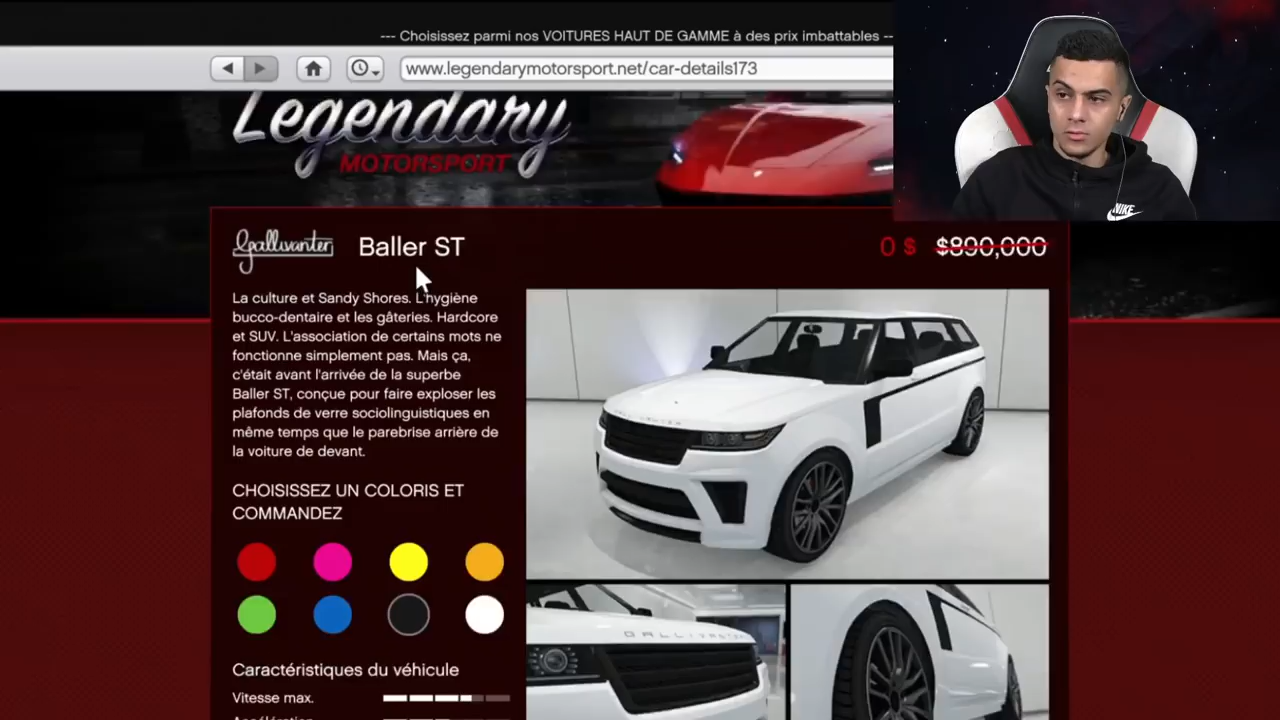 --- Choisissez parmi nos VOITURES HAUT DE GAMME à des prix imbattables --
www.legendarymotorsport.net/car-details173
Legendary
MOTORSPORT
NIKE
Gallivanter Baller ST 0 $ $890,000
La culture et Sandy Shores. L'hygiène
bucco-dentaire et les gâteries. Hardcore
et SUV. L'association de certains mots ne
fonctionne simplement pas. Mais ça,
c'était avant l'arrivée de la superbe
Baller ST, conçue pour faire exploser les
plafonds de verre sociolinguistiques en
même temps que le parebrise arrière de
la voiture de devant.
CHOISISSEZ UN COLORIS ET
COMMANDEZ
GALLIVANTER
Caractéristiques du véhicule
Vitesse max.